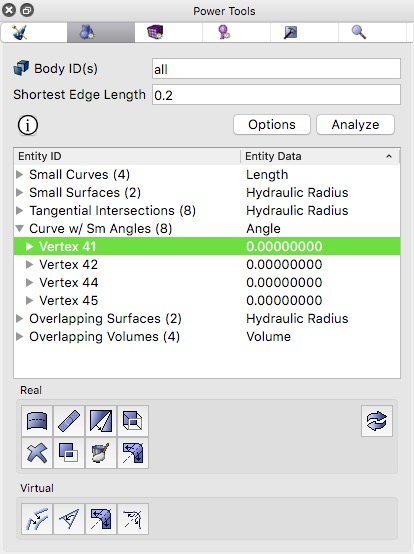 Power Tools
Body ID(s) all
Shortest Edge Length 0.2
i Options Analyze
Entity ID Entity Data
Small Curves (4) Length
Small Surfaces (2) Hydraulic Radius
Tangential Intersections (8) Hydraulic Radius
Curve w/ Sm Angles (8) Angle
Vertex 41 0.00000000
Vertex 42 0.00000000
Vertex 44 0.00000000
Vertex 45 0.00000000
Overlapping Surfaces (2) Hydraulic Radius
Overlapping Volumes (4) Volume
Real
Virtual